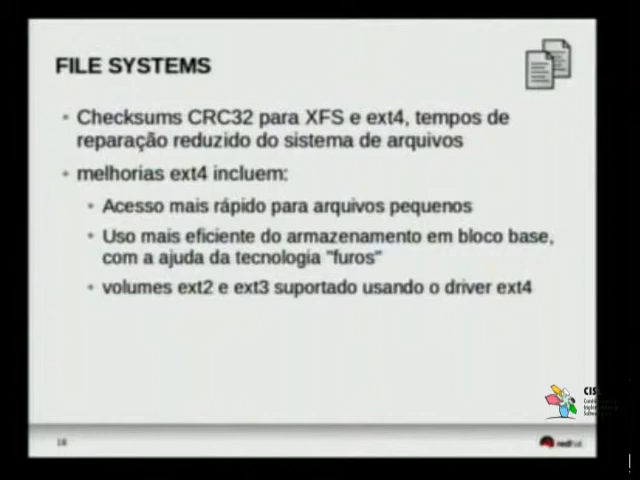 FILE SYSTEMS
• Checksums CRC32 para XFS e ext4, tempos de
reparação reduzido do sistema de arquivos
• melhorias ext4 incluem:
• Acesso mais rápido para arquivos pequenos
• Uso mais eficiente do armazenamento em bloco base,
com a ajuda da tecnologia "furos"
• volumes ext2 e ext3 suportado usando o driver ext4
CIS
redhat